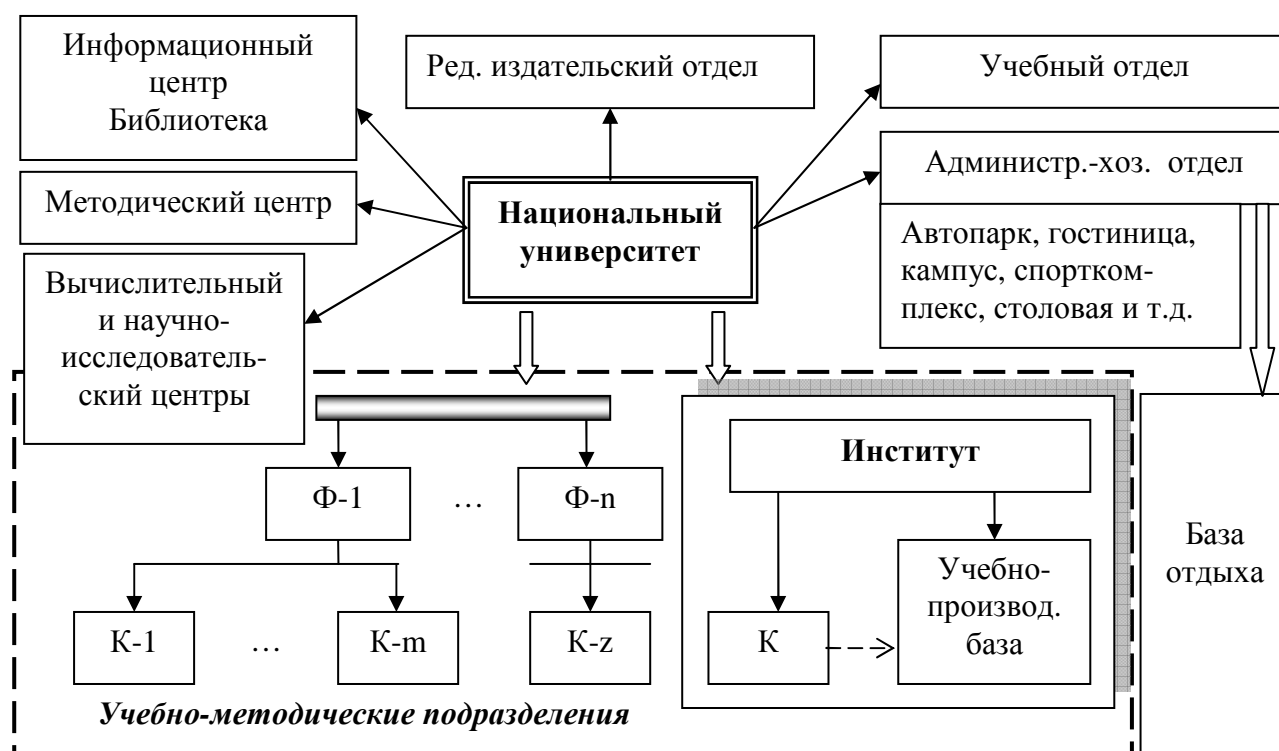 Информационный
центр
Библиотека
Ред. издательский отдел
Учебный отдел
Администр.-хоз. отдел
Методический центр
Национальный
университет
Автопарк, гостиница,
кампус, спортком-
плекс, столовая и т.д.
Вычислительный
и научно-
исследователь-
ский центры
Институт
Ф-1
…
Ф-n
База
отдыха
Учебно-
производ.
база
К-1
…
К-m
К-z
К
Учебно-методические подразделения